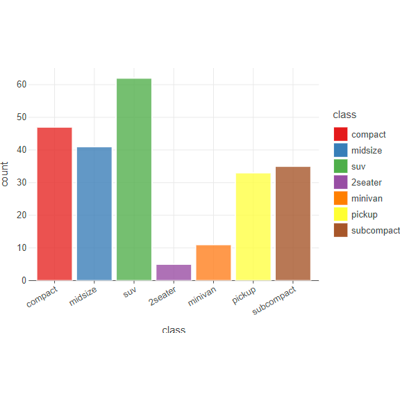 60
50
40
30
20
10
0
count
compact
midsize
suv
2seater
minivan
pickup
subcompact
class
class
compact
midsize
suv
2seater
minivan
pickup
subcompact